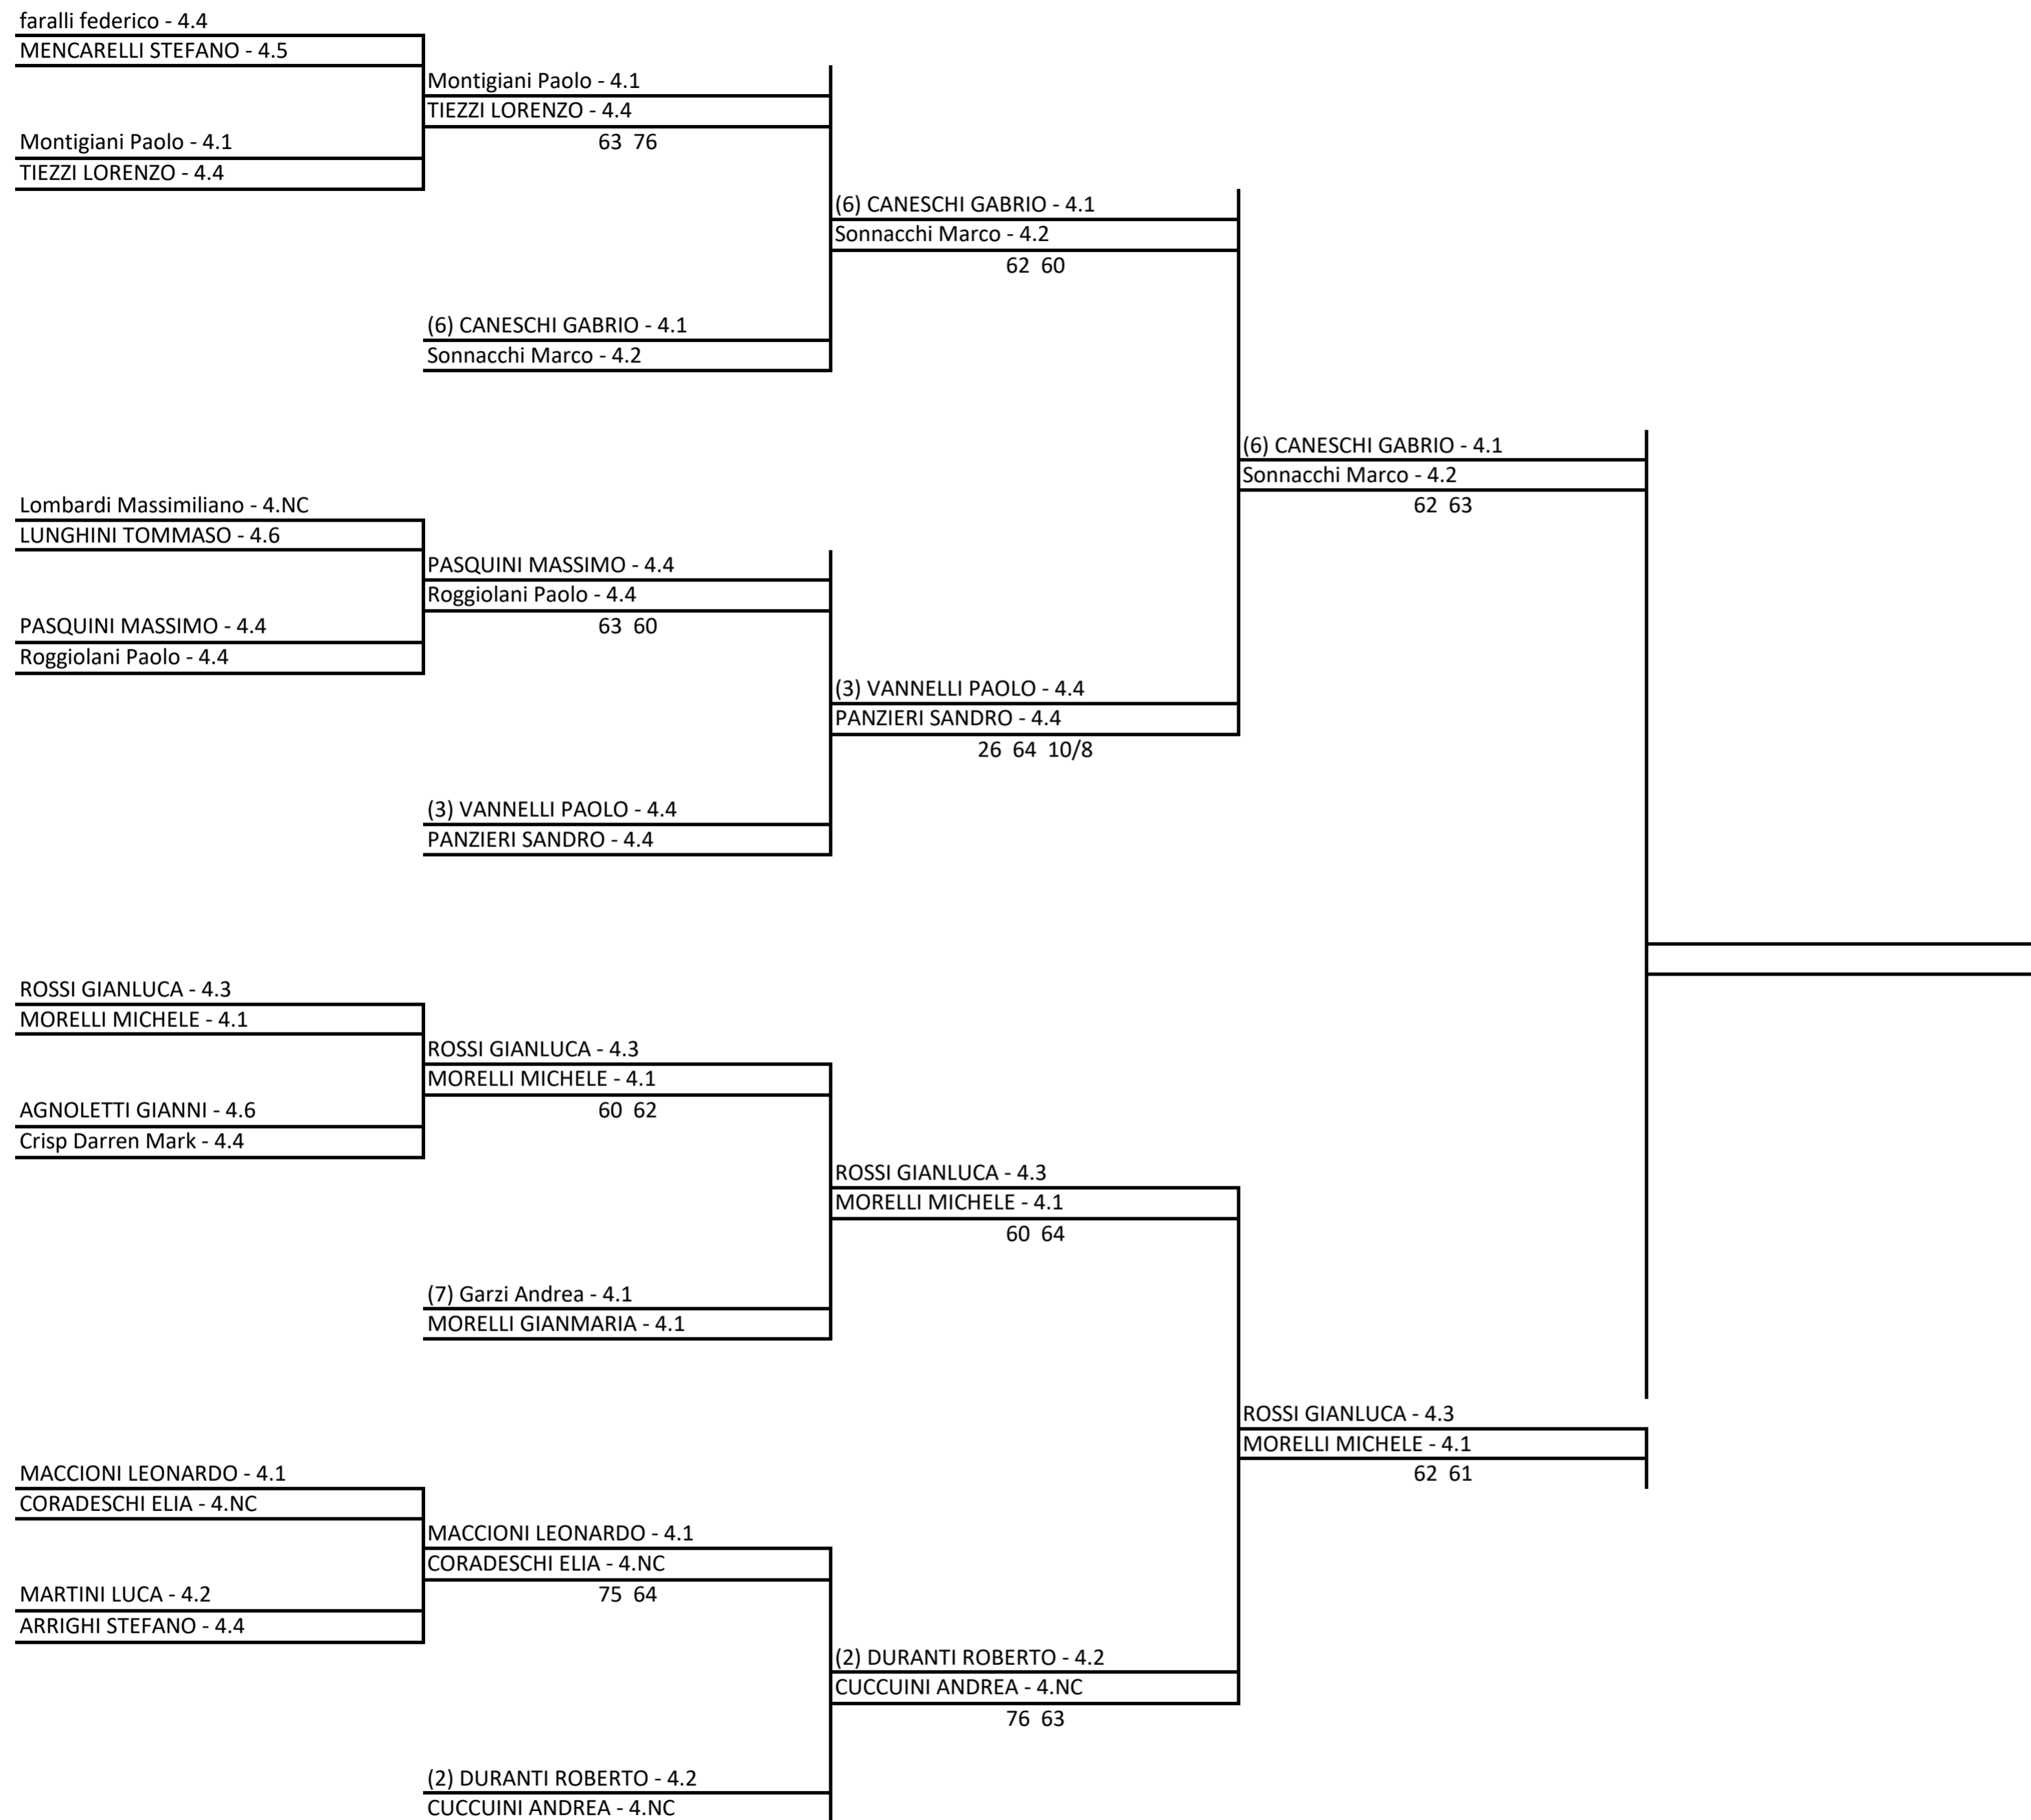 faralli federico - 4.4
MENCARELLI STEFANO - 4.5
Montigiani Paolo - 4.1
TIEZZI LORENZO - 4.4
63 76
Montigiani Paolo - 4.1
TIEZZI LORENZO - 4.4
(6) CANESCHI GABRIO - 4.1
Sonnacchi Marco - 4.2
62 60
(6) CANESCHI GABRIO - 4.1
Sonnacchi Marco - 4.2
(6) CANESCHI GABRIO - 4.1
Sonnacchi Marco - 4.2
62 63
Lombardi Massimiliano - 4.NC
LUNGHINI TOMMASO - 4.6
PASQUINI MASSIMO - 4.4
Roggiolani Paolo - 4.4
63 60
PASQUINI MASSIMO - 4.4
Roggiolani Paolo - 4.4
(3) VANNELLI PAOLO - 4.4
PANZIERI SANDRO - 4.4
26 64 10/8
(3) VANNELLI PAOLO - 4.4
PANZIERI SANDRO - 4.4
ROSSI GIANLUCA - 4.3
MORELLI MICHELE - 4.1
ROSSI GIANLUCA - 4.3
MORELLI MICHELE - 4.1
60 62
AGNOLETTI GIANNI - 4.6
Crisp Darren Mark - 4.4
ROSSI GIANLUCA - 4.3
MORELLI MICHELE - 4.1
60 64
(7) Garzi Andrea - 4.1
MORELLI GIANMARIA - 4.1
ROSSI GIANLUCA - 4.3
MORELLI MICHELE - 4.1
62 61
MACCIONI LEONARDO - 4.1
CORADESCHI ELIA - 4.NC
MACCIONI LEONARDO - 4.1
CORADESCHI ELIA - 4.NC
75 64
MARTINI LUCA - 4.2
ARRIGHI STEFANO - 4.4
(2) DURANTI ROBERTO - 4.2
CUCCUINI ANDREA - 4.NC
76 63
(2) DURANTI ROBERTO - 4.2
CUCCUINI ANDREA - 4.NC